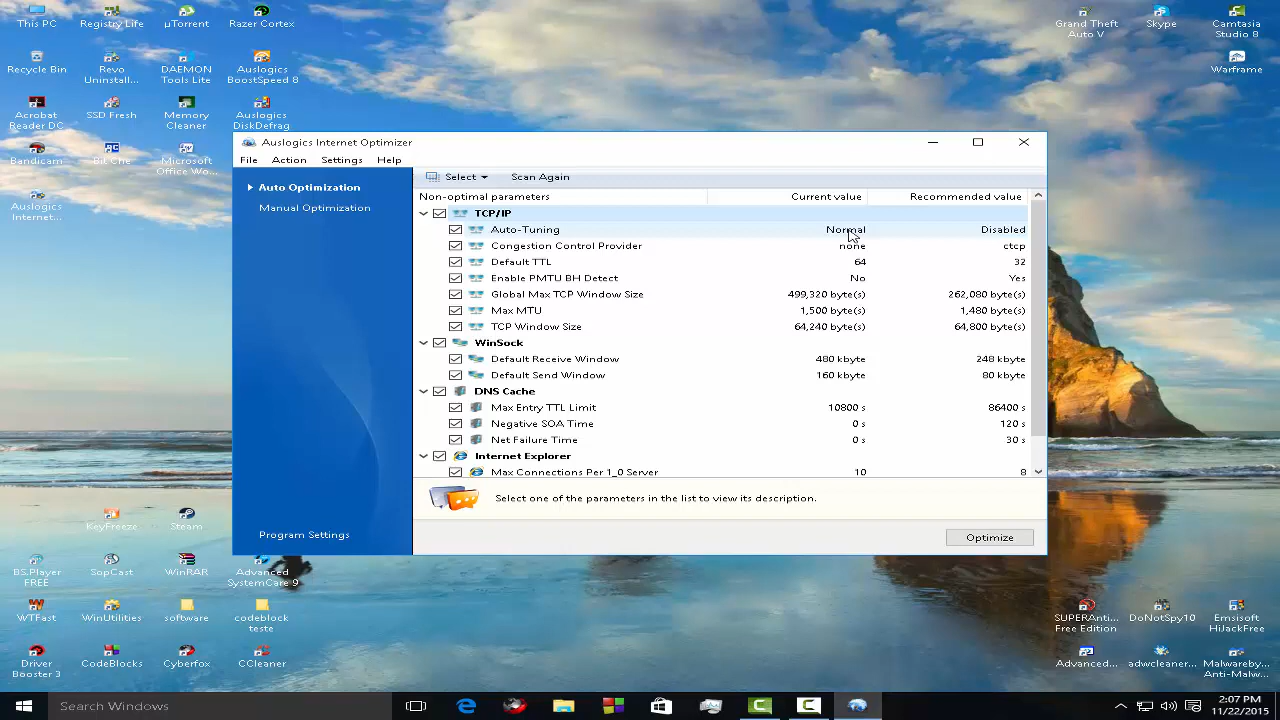 This PC
Registry Life
µTorrent
Razer Cortex
Grand Theft
Auto V
Skype
Camtasia
Studio 8
Recycle Bin
Revo
Uninstall...
DAEMON
Tools Lite
Auslogics
BoostSpeed 8
Warframe
Acrobat
Reader DC
SSD Fresh
Memory
Cleaner
Auslogics
DiskDefrag
Bandicam
Bit Che
Microsoft
Office Wo...
Auslogics
Internet...
Auslogics Internet Optimizer
File Action Settings Help
Auto Optimization
Manual Optimization
Program Settings
Select Scan Again
Non-optimal parameters Current value Recommended value
TCP/IP
Auto-Tuning Normal Disabled
Congestion Control Provider none ctcp
Default TTL 64 32
Enable PMTU BH Detect No Yes
Global Max TCP Window Size 499,320 byte(s) 262,080 byte(s)
Max MTU 1,500 byte(s) 1,480 byte(s)
TCP Window Size 64,240 byte(s) 64,800 byte(s)
WinSock
Default Receive Window 480 kbyte 248 kbyte
Default Send Window 160 kbyte 80 kbyte
DNS Cache
Max Entry TTL Limit 10800 s 86400 s
Negative SOA Time 0 s 120 s
Net Failure Time 0 s 30 s
Internet Explorer
Max Connections Per 1_0 Server 10 8
Select one of the parameters in the list to view its description.
Optimize
KeyFreeze
Steam
BS.Player
FREE
SopCast
WinRAR
Advanced
SystemCare 9
WTFast
WinUtilities
software
codeblock
teste
SUPERAnti...
Free Edition
DoNotSpy10
Emsisoft
HiJackFree
Driver
Booster 3
CodeBlocks
Cyberfox
CCleaner
Advanced...
adwcleaner...
Malwareby...
Anti-Malw...
Search Windows
2:07 PM
11/22/2015